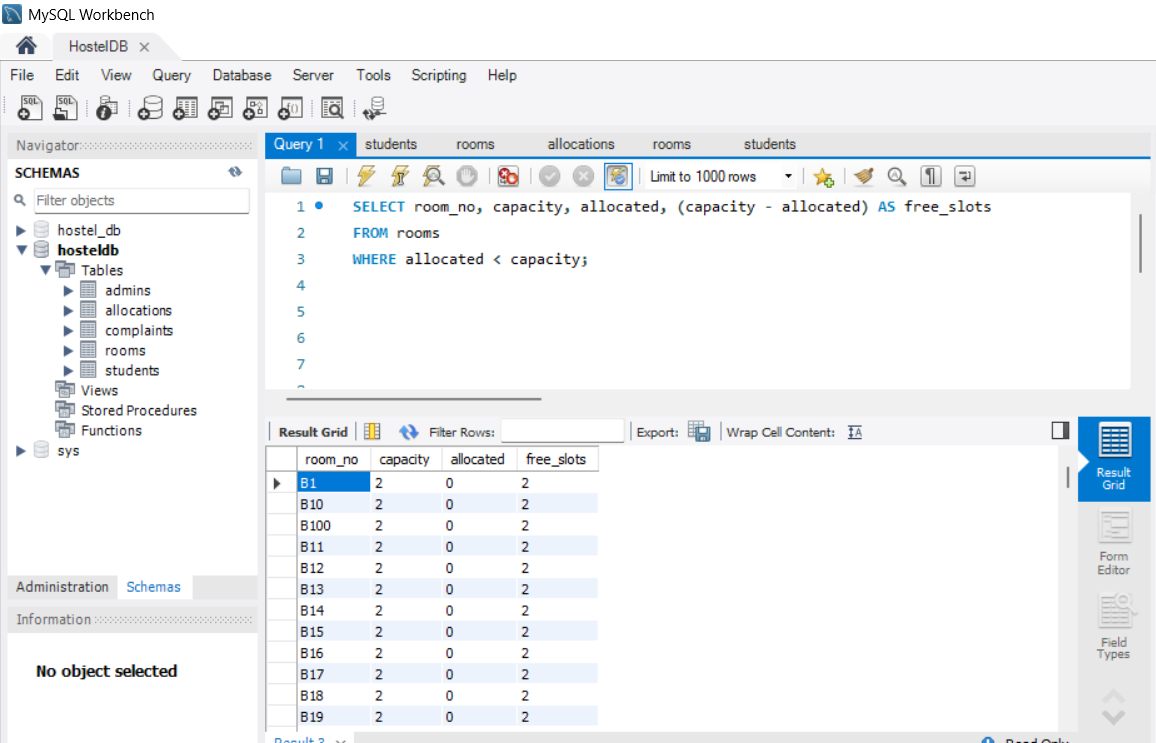 MySQL Workbench
HostelDB
File Edit View Query Database Server Tools Scripting Help
Navigator
SCHEMAS
Filter objects
hostel_db
hosteldb
Tables
admins
allocations
complaints
rooms
students
Views
Stored Procedures
Functions
sys
Administration Schemas
Information
No object selected
Query 1 students rooms allocations rooms students
Limit to 1000 rows
1 SELECT room_no, capacity, allocated, (capacity - allocated) AS free_slots
2 FROM rooms
3 WHERE allocated < capacity;
4
5
6
7
Result Grid Filter Rows: Export: Wrap Cell Content:
room_no capacity allocated free_slots
B1 2 0 2
B10 2 0 2
B100 2 0 2
B11 2 0 2
B12 2 0 2
B13 2 0 2
B14 2 0 2
B15 2 0 2
B16 2 0 2
B17 2 0 2
B18 2 0 2
B19 2 0 2
Result Grid
Form Editor
Field Types
Read Only